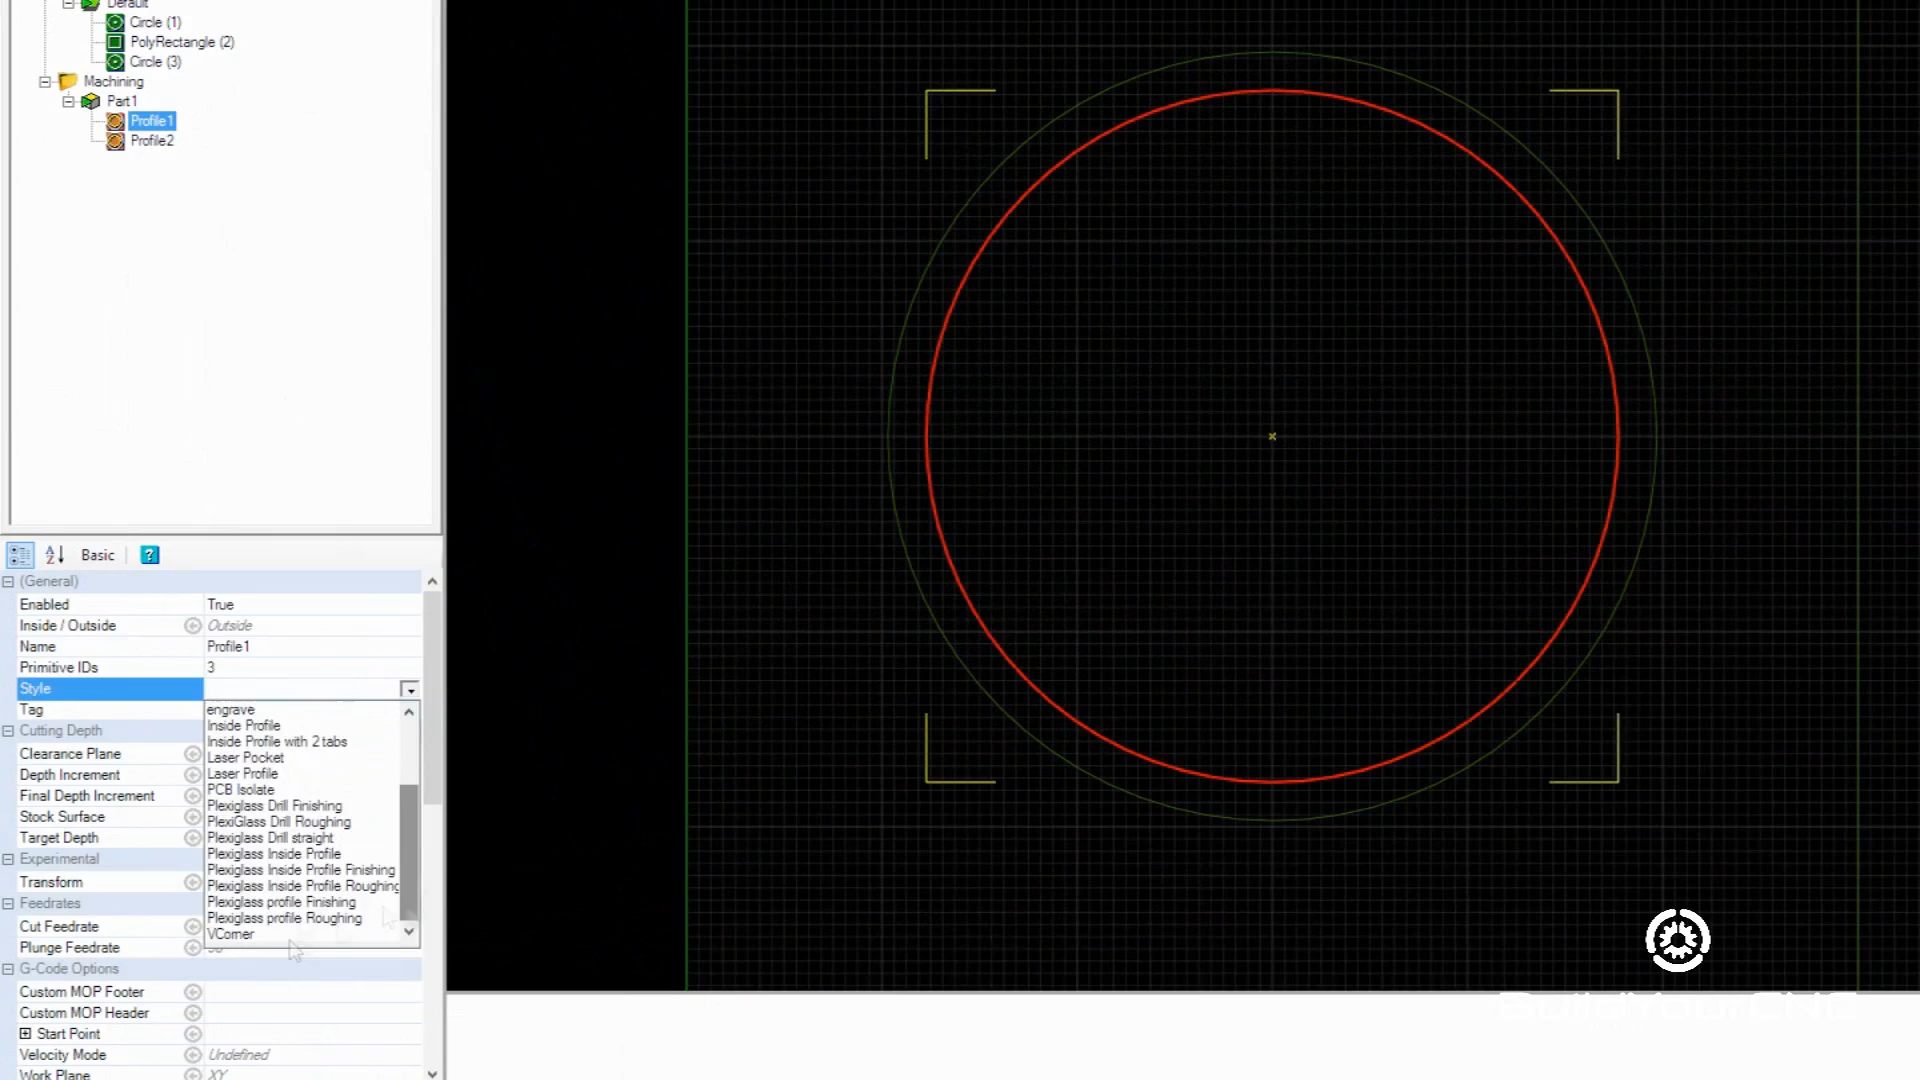 Default
Circle (1)
PolyRectangle (2)
Circle (3)
Machining
Part1
Profile1
Profile2
Basic
(General)
Enabled True
Inside / Outside Outside
Name Profile1
Primitive IDs 3
Style
Tag
engrave
Inside Profile
Inside Profile with 2 tabs
Laser Pocket
Laser Profile
PCB Isolate
Plexiglass Drill Finishing
PlexiGlass Drill Roughing
Plexiglass Drill straight
Plexiglass Inside Profile
Plexiglass Inside Profile Finishing
Plexiglass Inside Profile Roughing
Plexiglass profile Finishing
Plexiglass profile Roughing
VCorner
Cutting Depth
Clearance Plane
Depth Increment
Final Depth Increment
Stock Surface
Target Depth
Experimental
Transform
Feedrates
Cut Feedrate
Plunge Feedrate
G-Code Options
Custom MOP Footer
Custom MOP Header
Start Point
Velocity Mode Undefined
Work Plane XY